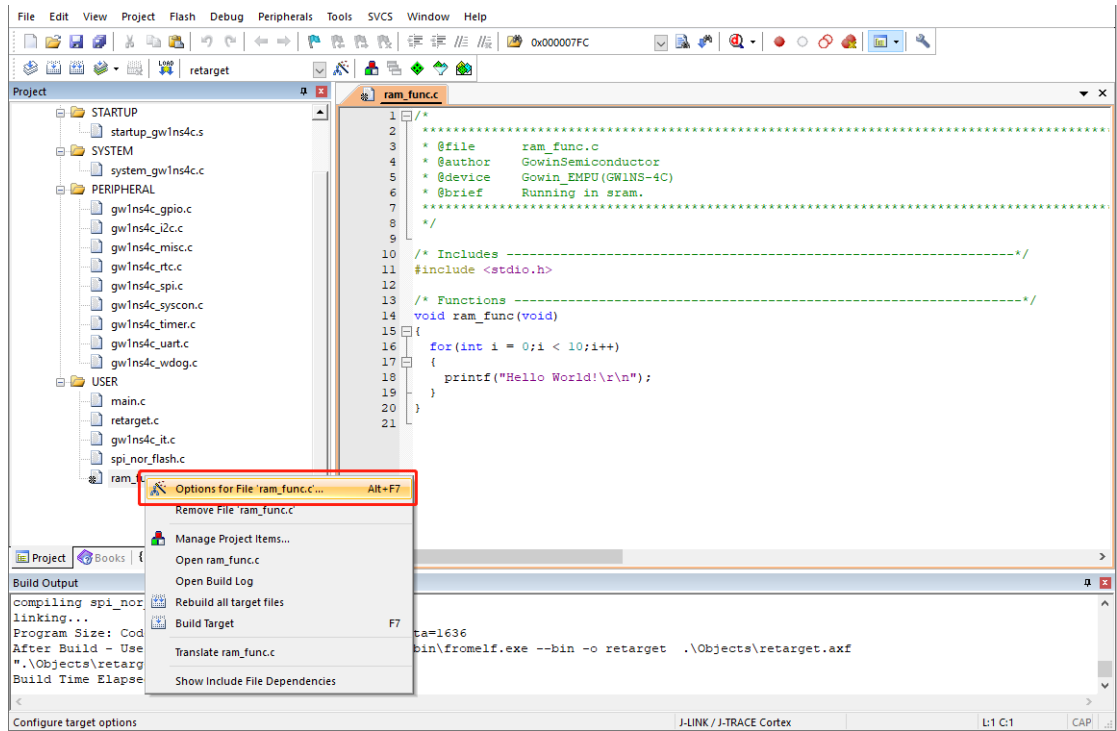 File Edit View Project Flash Debug Peripherals Tools SVCS Window Help
0x000007FC
LOAD retarget
Project
STARTUP
startup_gw1ns4c.s
SYSTEM
system_gw1ns4c.c
PERIPHERAL
gw1ns4c_gpio.c
gw1ns4c_i2c.c
gw1ns4c_misc.c
gw1ns4c_rtc.c
gw1ns4c_spi.c
gw1ns4c_syscon.c
gw1ns4c_timer.c
gw1ns4c_uart.c
gw1ns4c_wdog.c
USER
main.c
retarget.c
gw1ns4c_it.c
spi_nor_flash.c
ram_fu
Project Books {
ram_func.c
1 /*
2 ******************************************************************************************
3 * @file ram_func.c
4 * @author GowinSemiconductor
5 * @device Gowin_EMPU(GW1NS-4C)
6 * @brief Running in sram.
7 ******************************************************************************************
8 */
9
10 /* Includes ------------------------------------------------------------------*/
11 #include <stdio.h>
12
13 /* Functions ------------------------------------------------------------------*/
14 void ram_func(void)
15 {
16 for(int i = 0;i < 10;i++)
17 {
18 printf("Hello World!\r\n");
19 }
20 }
21
Options for File 'ram_func.c'... Alt+F7
Remove File 'ram_func.c'
Manage Project Items...
Open ram_func.c
Open Build Log
Rebuild all target files
Build Target F7
Translate ram_func.c
Show Include File Dependencies
Build Output
compiling spi_nor
linking...
Program Size: Cod ta=1636
After Build - Use bin\fromelf.exe --bin -o retarget .\Objects\retarget.axf
".\Objects\retarg
Build Time Elapse
Configure target options J-LINK / J-TRACE Cortex L:1 C:1 CAP